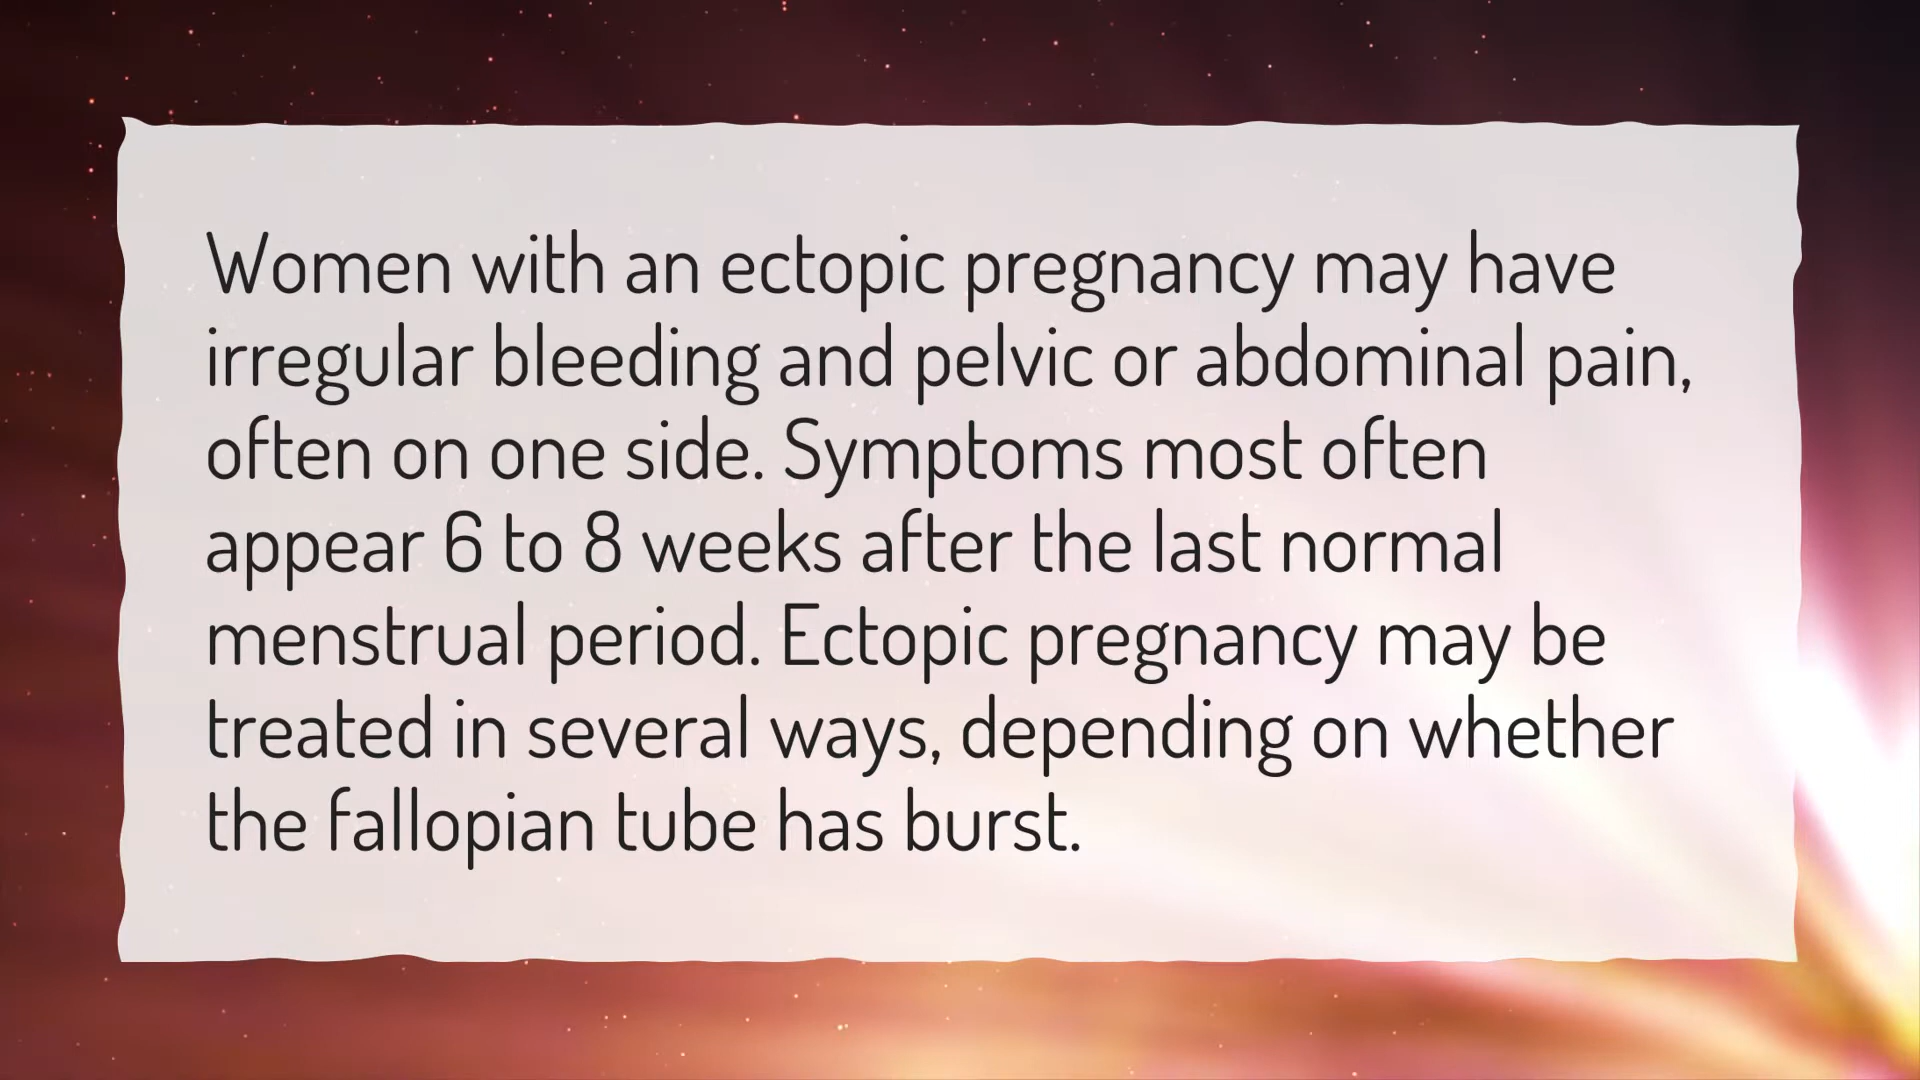 Women with an ectopic pregnancy may have
irregular bleeding and pelvic or abdominal pain,
often on one side. Symptoms most often
appear 6 to 8 weeks after the last normal
menstrual period. Ectopic pregnancy may be
treated in several ways, depending on whether
the fallopian tube has burst.